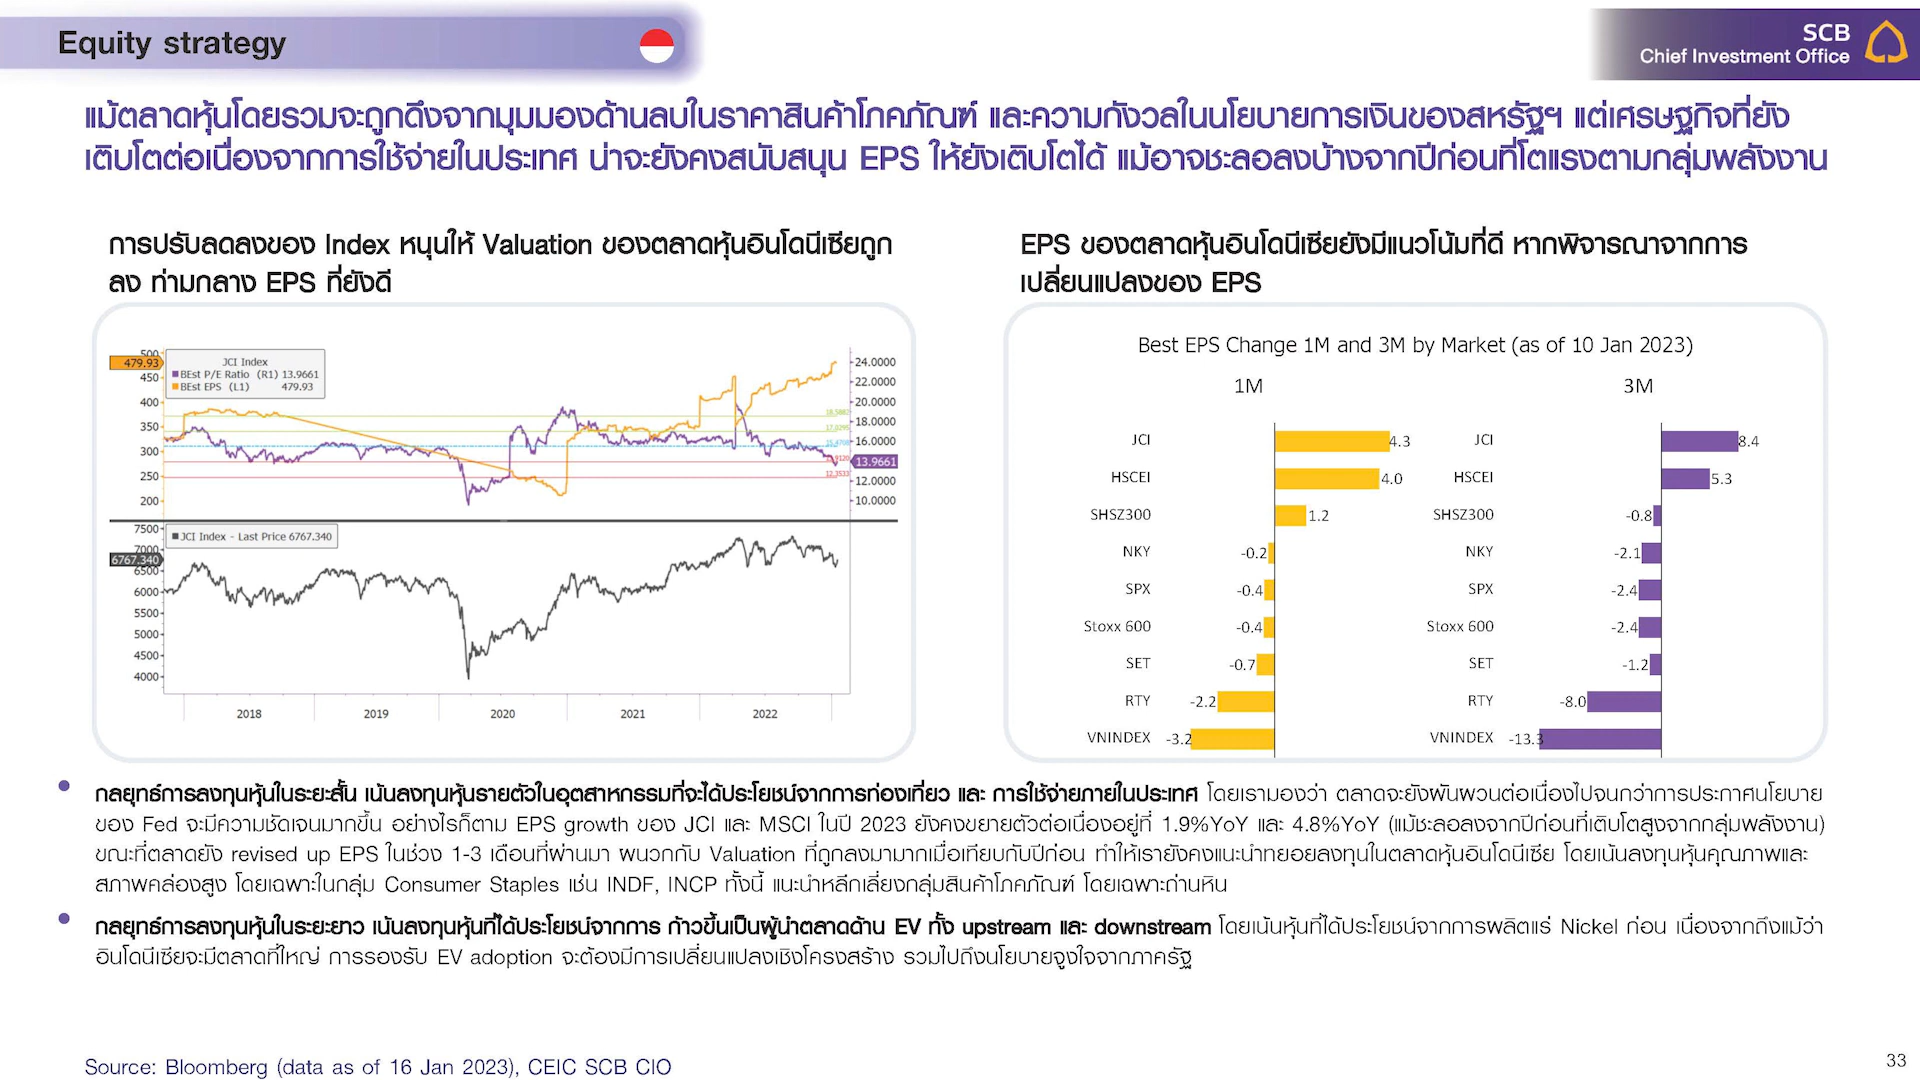 Equity strategy
SCB
Chief Investment Office
แม้ตลาดหุ้นโดยรวมจะถูกดึงจากมุมมองด้านลบในราคาสินค้าโภคภัณฑ์ และความกังวลในนโยบายการเงินของสหรัฐฯ แต่เศรษฐกิจที่ยัง
เติบโตต่อเนื่องจากการใช้จ่ายในประเทศ น่าจะยังคงสนับสนุน EPS ให้ยังเติบโตได้ แม้อาจชะลอลงบ้างจากปีก่อนที่โตแรงตามกลุ่มพลังงาน
การปรับลดลงของ Index หนุนให้ Valuation ของตลาดหุ้นอินโดนีเซียถูก
ลง ท่ามกลาง EPS ที่ยังดี
500
479.93
450
400
350
300
250
200
JCI Index
BEst P/E Ratio (R1) 13.9661
BEst EPS (L1) 479.93
24.0000
22.0000
20.0000
18.0000
16.0000
13.9661
12.0000
10.0000
18.5882
17.0295
15.4708
12.3533
7500
7000
6767.340
6500
6000
5500
5000
4500
4000
JCI Index - Last Price 6767.340
2018 2019 2020 2021 2022
EPS ของตลาดหุ้นอินโดนีเซียยังมีแนวโน้มที่ดี หากพิจารณาจากการ
เปลี่ยนแปลงของ EPS
Best EPS Change 1M and 3M by Market (as of 10 Jan 2023)
1M 3M
JCI 4.3 JCI 8.4
HSCEI 4.0 HSCEI 5.3
SHSZ300 1.2 SHSZ300 -0.8
NKY -0.2 NKY -2.1
SPX -0.4 SPX -2.4
Stoxx 600 -0.4 Stoxx 600 -2.4
SET -0.7 SET -1.2
RTY -2.2 RTY -8.0
VNINDEX -3.2 VNINDEX -13.3
• กลยุทธ์การลงทุนหุ้นในระยะสั้น เน้นลงทุนหุ้นรายตัวในอุตสาหกรรมที่จะได้ประโยชน์จากการท่องเที่ยว และ การใช้จ่ายภายในประเทศ โดยเรามองว่า ตลาดจะยังผันพวนต่อเนื่องไปจนกว่าการประกาศนโยบาย
ของ Fed จะมีความชัดเจนมากขึ้น อย่างไรก็ตาม EPS growth ของ JCI และ MSCI ในปี 2023 ยังคงขยายตัวต่อเนื่องอยู่ที่ 1.9%YoY และ 4.8%YoY (แม้ชะลอลงจากปีก่อนที่เติบโตสูงจากกลุ่มพลังงาน)
ขณะที่ตลาดยัง revised up EPS ในช่วง 1-3 เดือนที่ผ่านมา ผนวกกับ Valuation ที่ถูกลงมามากเมื่อเทียบกับปีก่อน ทำให้เรายังคงแนะนำทยอยลงทุนในตลาดหุ้นอินโดนีเซีย โดยเน้นลงทุนหุ้นคุณภาพและ
สภาพคล่องสูง โดยเฉพาะในกลุ่ม Consumer Staples เช่น INDF, INCP ทั้งนี้ แนะนำหลีกเลี่ยงกลุ่มสินค้าโภคภัณฑ์ โดยเฉพาะถ่านหิน
• กลยุทธ์การลงทุนหุ้นในระยะยาว เน้นลงทุนหุ้นที่ได้ประโยชน์จากการ ก้าวขึ้นเป็นผู้นำตลาดด้าน EV ทั้ง upstream และ downstream โดยเน้นหุ้นที่ได้ประโยชน์จากการผลิตแร่ Nickel ก่อน เนื่องจากถึงแม้ว่า
อินโดนีเซียจะมีตลาดที่ใหญ่ การรองรับ EV adoption จะต้องมีการเปลี่ยนแปลงเชิงโครงสร้าง รวมไปถึงนโยบายจูงใจจากภาครัฐ
Source: Bloomberg (data as of 16 Jan 2023), CEIC SCB CIO
33